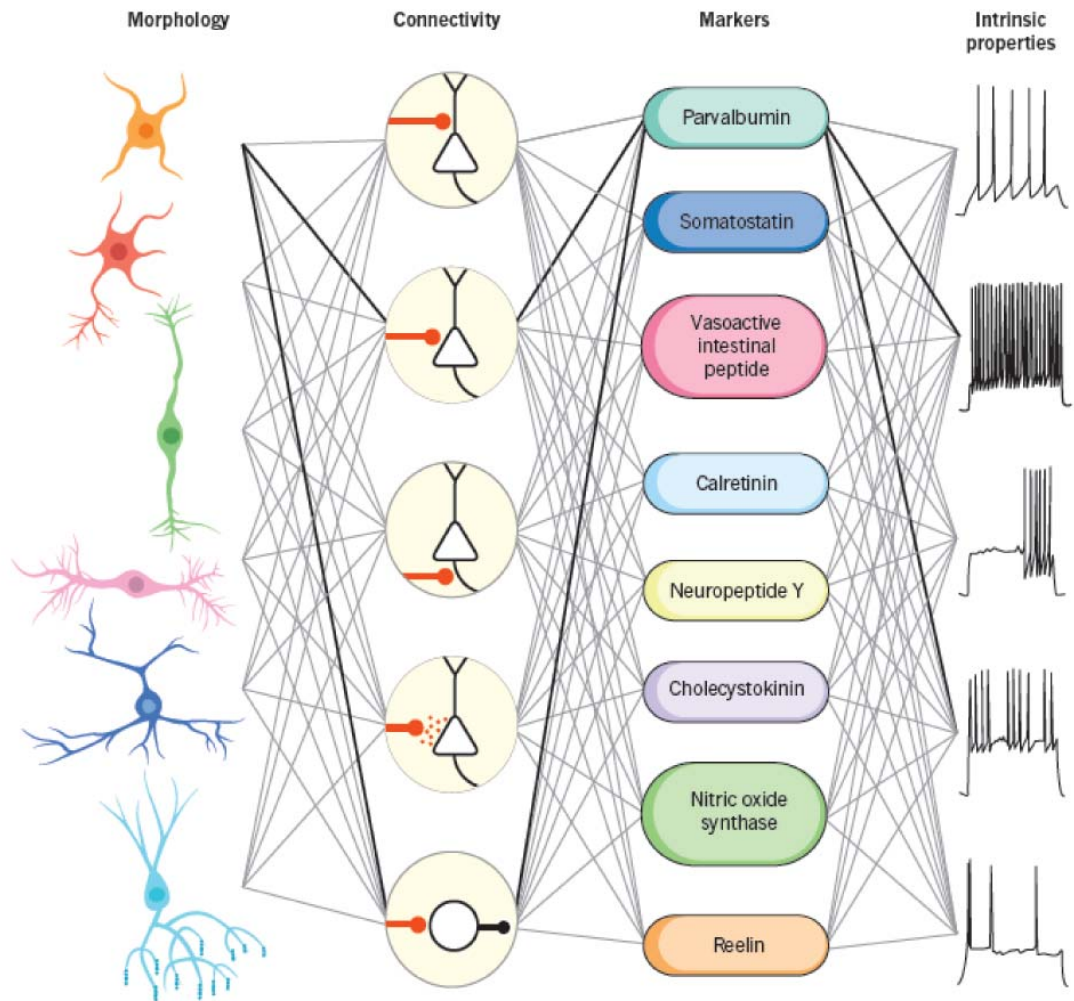 Morphology
Connectivity
Markers
Intrinsic
properties
Parvalbumin
Somatostatin
Vasoactive
intestinal
peptide
Calretinin
Neuropeptide Y
Cholecystokinin
Nitric oxide
synthase
Reelin